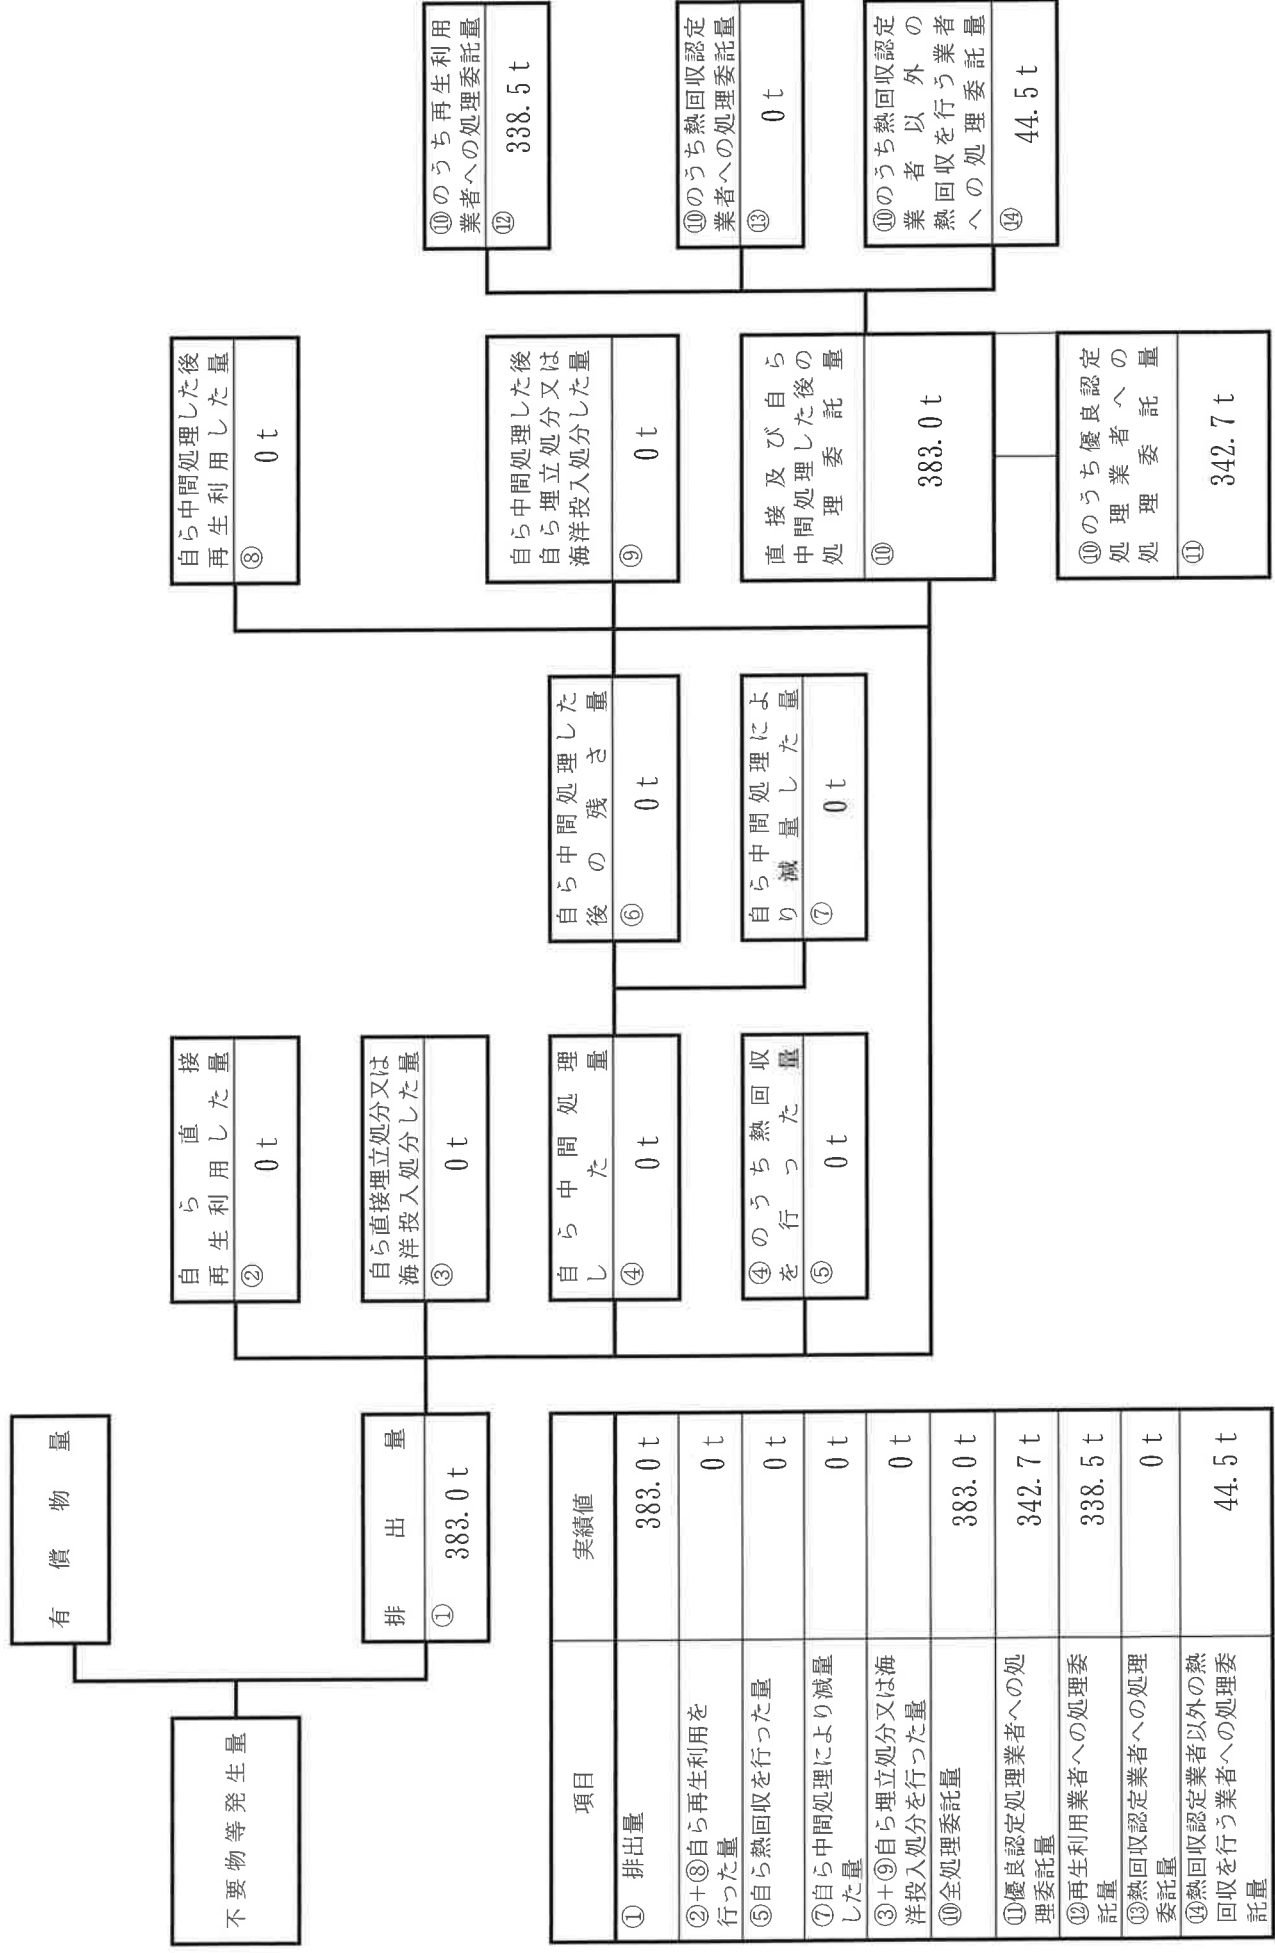 不要物等発生量
有償物量
排出量
① 383.0t
自ら直接
再生利用した量
② 0t
自ら直接埋立処分又は
海洋投入処分した量
③ 0t
自ら中間処理
した量
④ 0t
④のうち熱回収
を行った量
⑤ 0t
自ら中間処理した
後の残さ量
⑥ 0t
自ら中間処理によ
り減量した量
⑦ 0t
自ら中間処理した後
再生利用した量
⑧ 0t
自ら中間処理した後
自ら埋立処分又は
海洋投入処分した量
⑨ 0t
直接及び自ら
中間処理した後の
処理委託量
⑩ 383.0t
⑩のうち優良認定
処理業者への
処理委託量
⑪ 342.7t
⑩のうち再生利用
業者への処理委託量
⑫ 338.5t
⑩のうち熱回収認定
業者への処理委託量
⑬ 0t
⑩のうち熱回収認定
業者以外の
熱回収を行う業者
への処理委託量
⑭ 44.5t
項目 実績値
① 排出量 383.0t
②+⑧自ら再生利用を
行った量 0t
⑤自ら熱回収を行った量 0t
⑦自ら中間処理により減量
した量 0t
③+⑨自ら埋立処分又は海
洋投入処分を行った量 0t
⑩全処理委託量 383.0t
⑪優良認定処理業者への処
理委託量 342.7t
⑫再生利用業者への処理委
託量 338.5t
⑬熱回収認定業者への処理
委託量 0t
⑭熱回収認定業者以外の熱
回収を行う業者への処理委
託量 44.5t